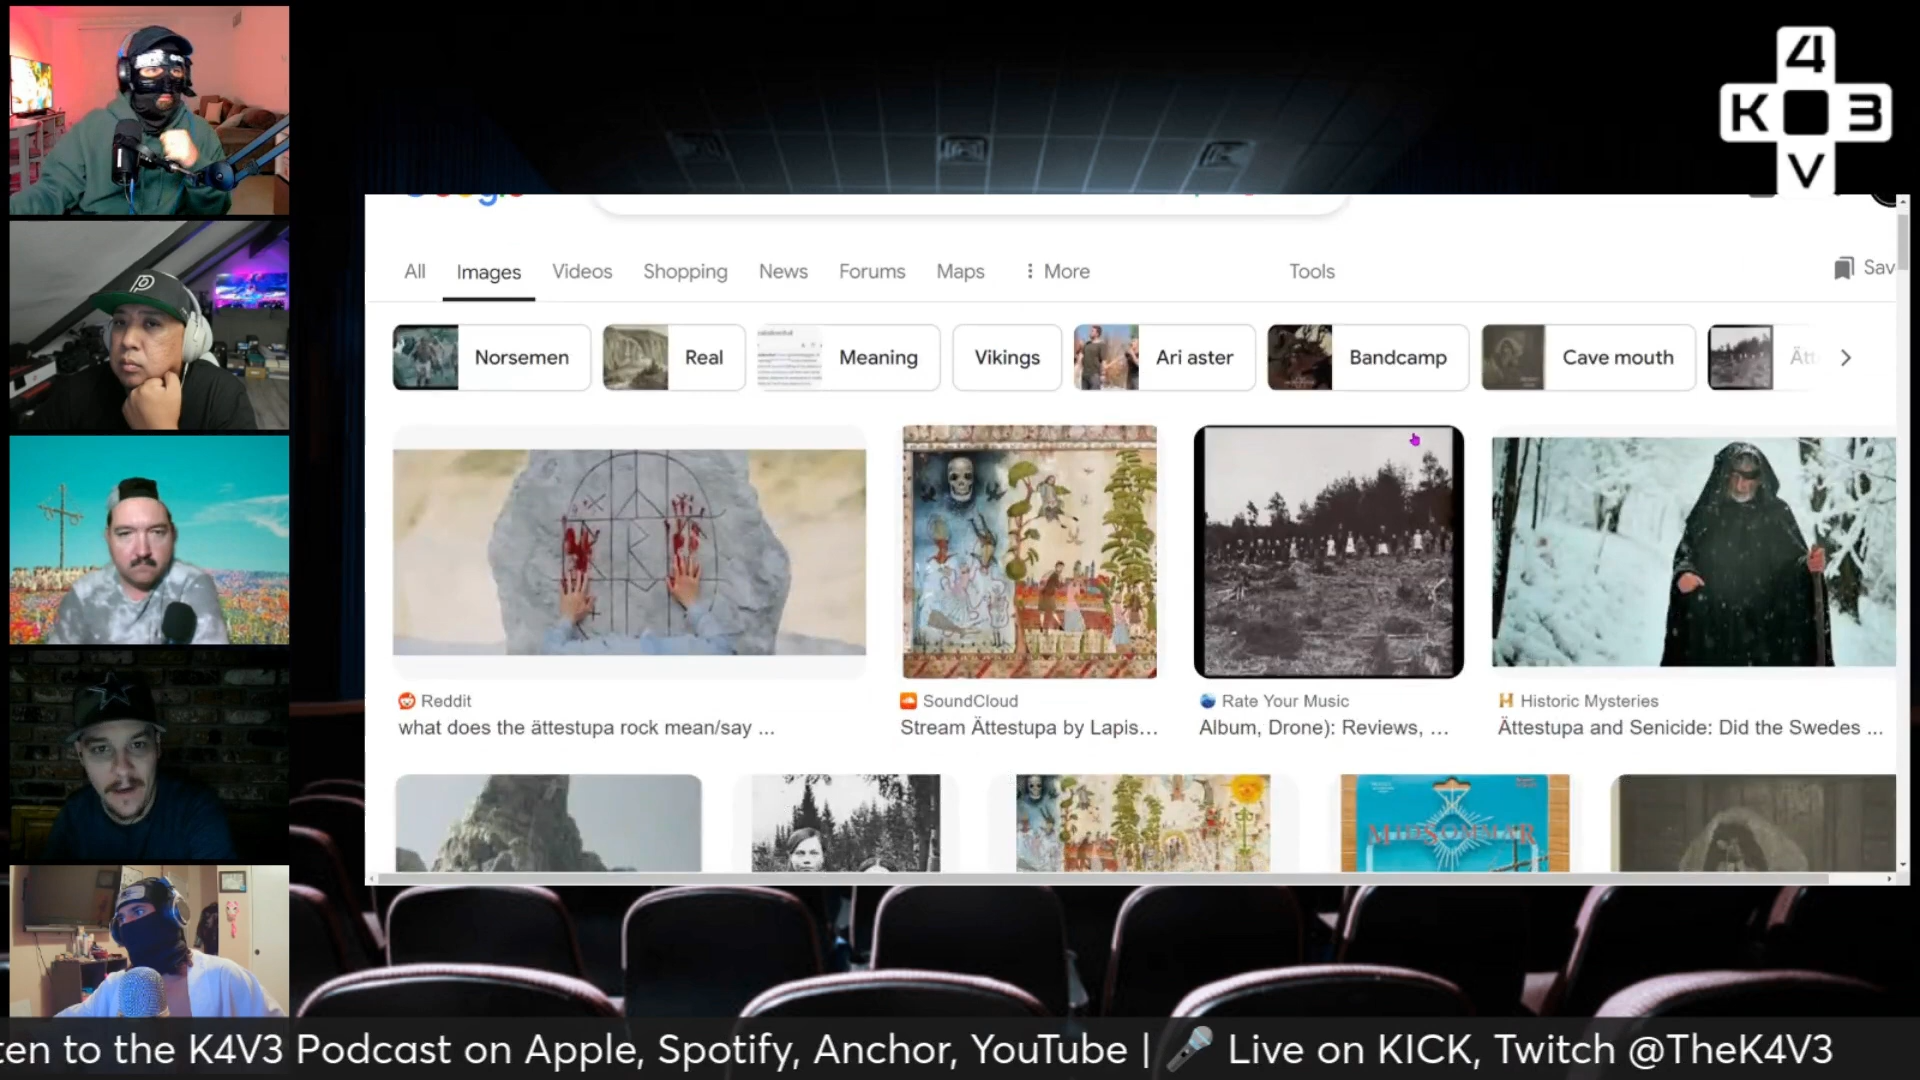 4
K 3
V
All Images Videos Shopping News Forums Maps More Tools Sav
Norsemen Real Meaning Vikings Ari aster Bandcamp Cave mouth Ätt
Reddit
what does the ättestupa rock mean/say ...
SoundCloud
Stream Ättestupa by Lapis...
Rate Your Music
Album, Drone): Reviews, ...
Historic Mysteries
Ättestupa and Senicide: Did the Swedes ...
MIDSOMMAR
ten to the K4V3 Podcast on Apple, Spotify, Anchor, YouTube | 🎤 Live on KICK, Twitch @TheK4V3